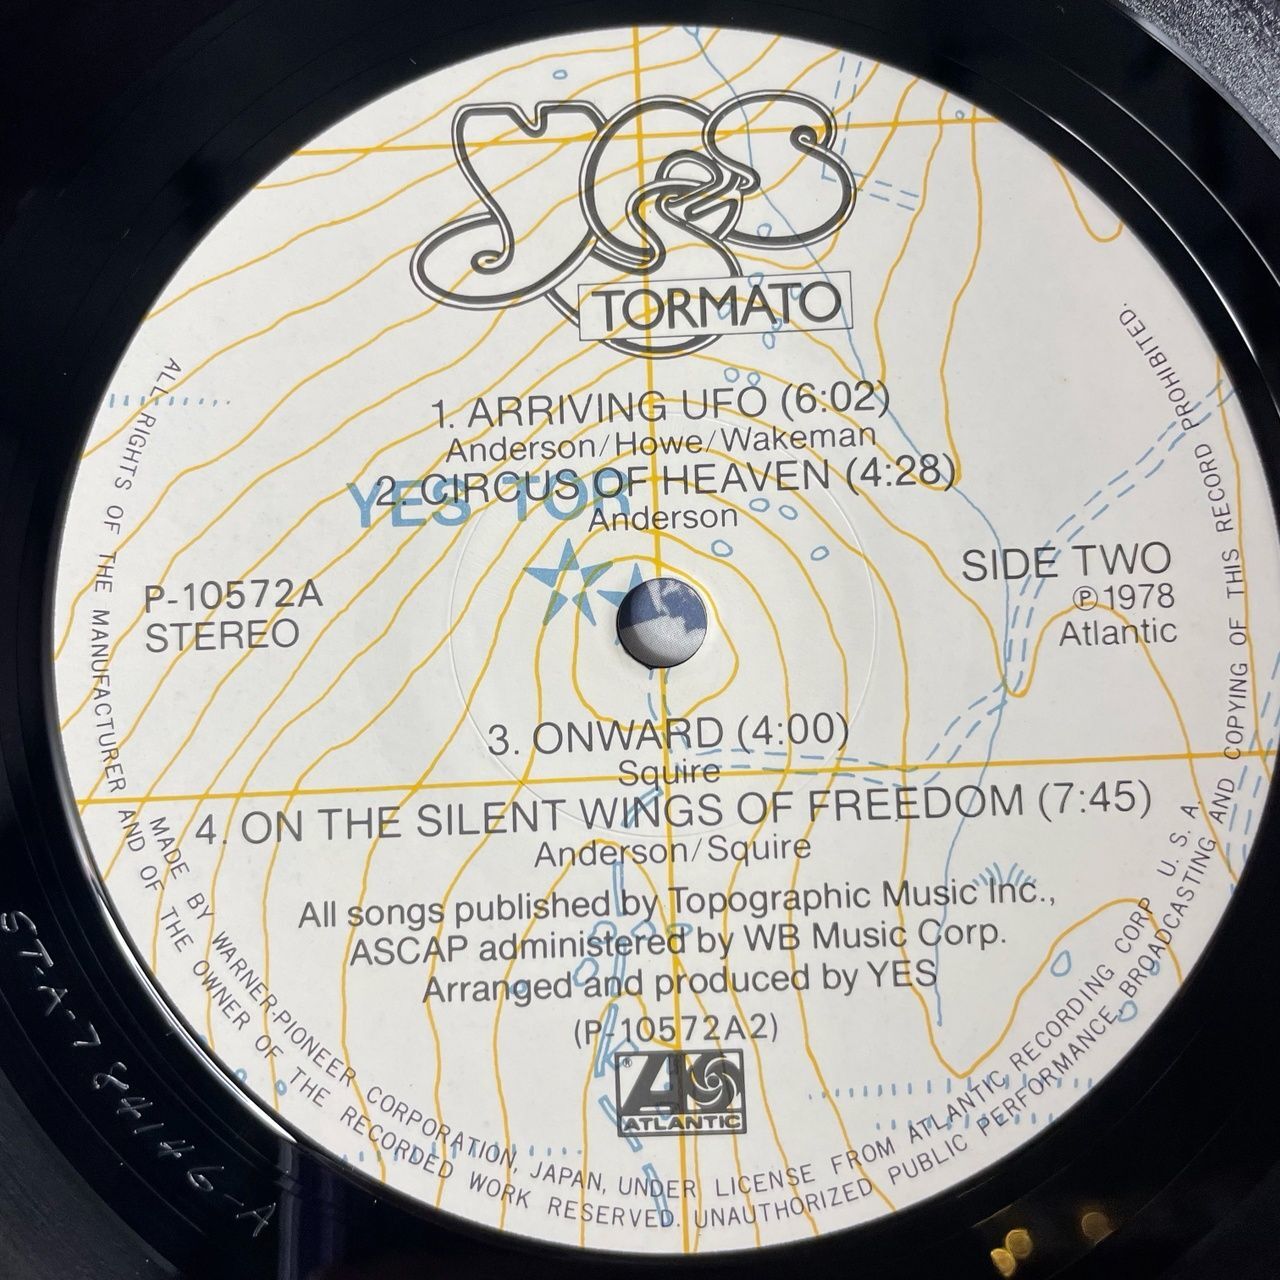 YES
TORMATO
1. ARRIVING UFO (6:02)
Anderson/Howe/Wakeman
2. CIRCUS OF HEAVEN (4:28)
Anderson
YES TOR
P-10572A
STEREO
SIDE TWO
Ⓟ1978
Atlantic
3. ONWARD (4:00)
Squire
4. ON THE SILENT WINGS OF FREEDOM (7:45)
Anderson/Squire
All songs published by Topographic Music Inc.,
ASCAP administered by WB Music Corp.
Arranged and produced by YES
(P-10572A2)
®
ATLANTIC
MADE BY WARNER-PIONEER CORPORATION, JAPAN, UNDER LICENSE FROM ATLANTIC RECORDING CORP U. S. A.
ALL RIGHTS OF THE MANUFACTURER AND OF THE OWNER OF THE RECORDED WORK RESERVED. UNAUTHORIZED PUBLIC PERFORMANCE, BROADCASTING AND COPYING OF THIS RECORD PROHIBITED.
ST-A-784146-A